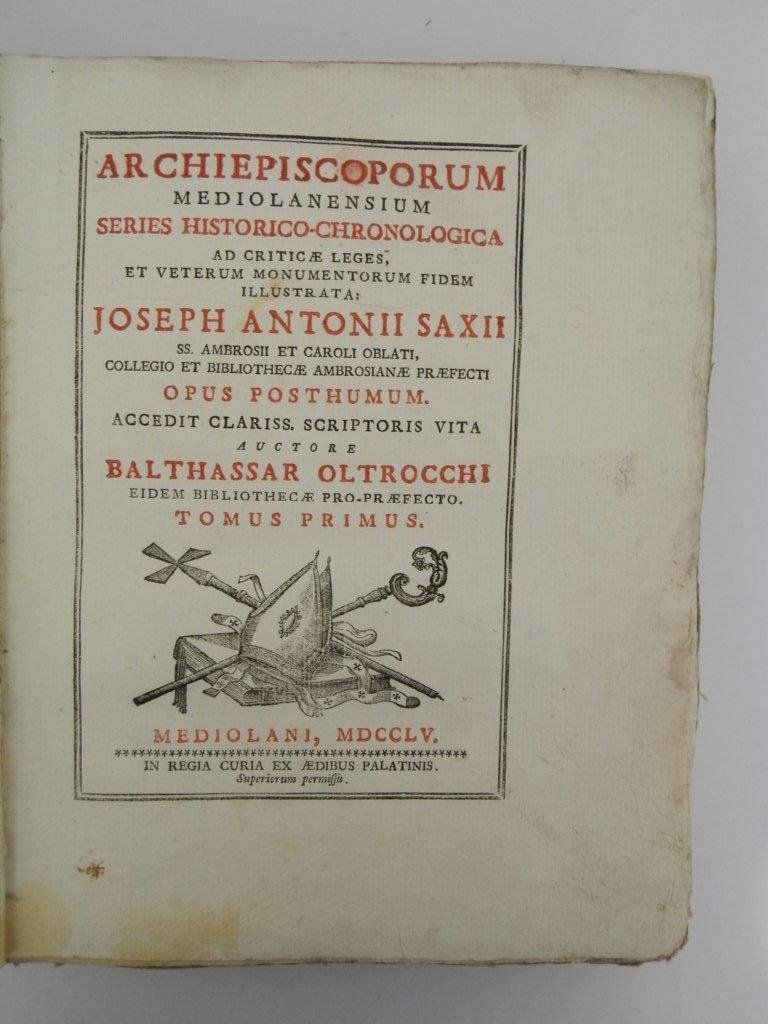 ARCHIEPISCOPORUM
MEDIOLANENSIUM
SERIES HISTORICO-CHRONOLOGICA
AD CRITICÆ LEGES,
ET VETERUM MONUMENTORUM FIDEM
ILLUSTRATA:
JOSEPH ANTONII SAXII
SS. AMBROSII ET CAROLI OBLATI,
COLLEGIO ET BIBLIOTHECÆ AMBROSIANÆ PRÆFECTI
OPUS POSTHUMUM.
ACCEDIT CLARISS. SCRIPTORIS VITA
AUCTORE
BALTHASSAR OLTROCCHI
EIDEM BIBLIOTHECÆ PRO-PRÆFECTO.
TOMUS PRIMUS.
MEDIOLANI, MDCCLV.
IN REGIA CURIA EX ÆDIBUS PALATINIS.
Superiorum permiſſu.